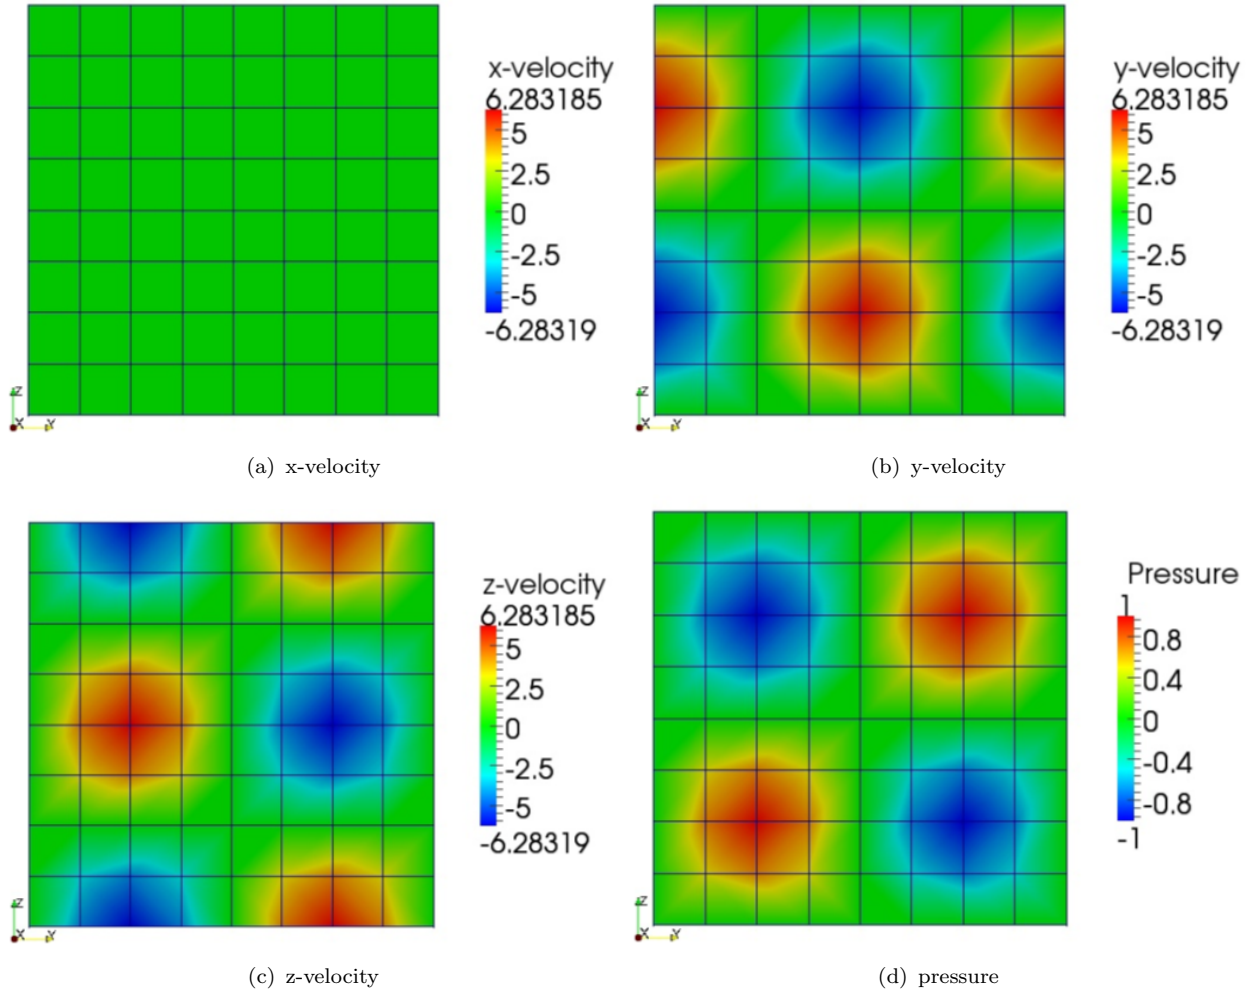 x-velocity
6.283185
5
2.5
0
-2.5
-5
-6.28319
Z
X Y
(a) x-velocity
y-velocity
6.283185
5
2.5
0
-2.5
-5
-6.28319
Z
X Y
(b) y-velocity
z-velocity
6.283185
5
2.5
0
-2.5
-5
-6.28319
Z
X Y
(c) z-velocity
Pressure
1
0.8
0.4
0
-0.4
-0.8
-1
Z
X Y
(d) pressure